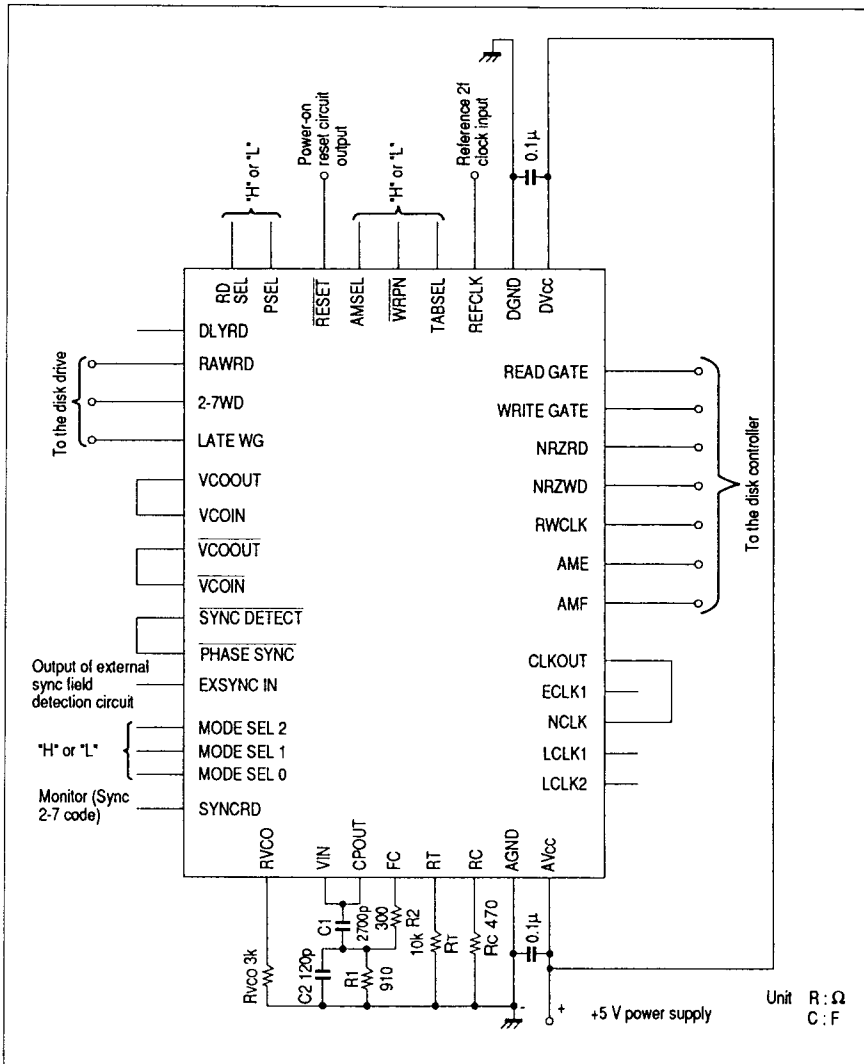 Power-on
reset circuit
output
Reference 2f
clock input
0.1μ
"H" or "L"
"H" or "L"
RD
SEL
PSEL
RESET
AMSEL
WRPN
TABSEL
REFCLK
DGND
DVcc
DLYRD
RAWRD
2-7WD
LATE WG
To the disk drive
VCOOUT
VCOIN
VCOOUT
VCOIN
SYNC DETECT
PHASE SYNC
Output of external
sync field
detection circuit
EXSYNC IN
"H" or "L"
MODE SEL 2
MODE SEL 1
MODE SEL 0
Monitor (Sync
2-7 code)
SYNCRD
READ GATE
WRITE GATE
NRZRD
NRZWD
RWCLK
AME
AMF
To the disk controller
CLKOUT
ECLK1
NCLK
LCLK1
LCLK2
RVCO
VIN
CPOUT
FC
RT
RC
AGND
AVcc
Rvco 3k
C2 120p
C1
2700p
R1
910
300
R2
10k
RT
Rc 470
0.1μ
-
+
+5 V power supply
Unit R : Ω
C : F